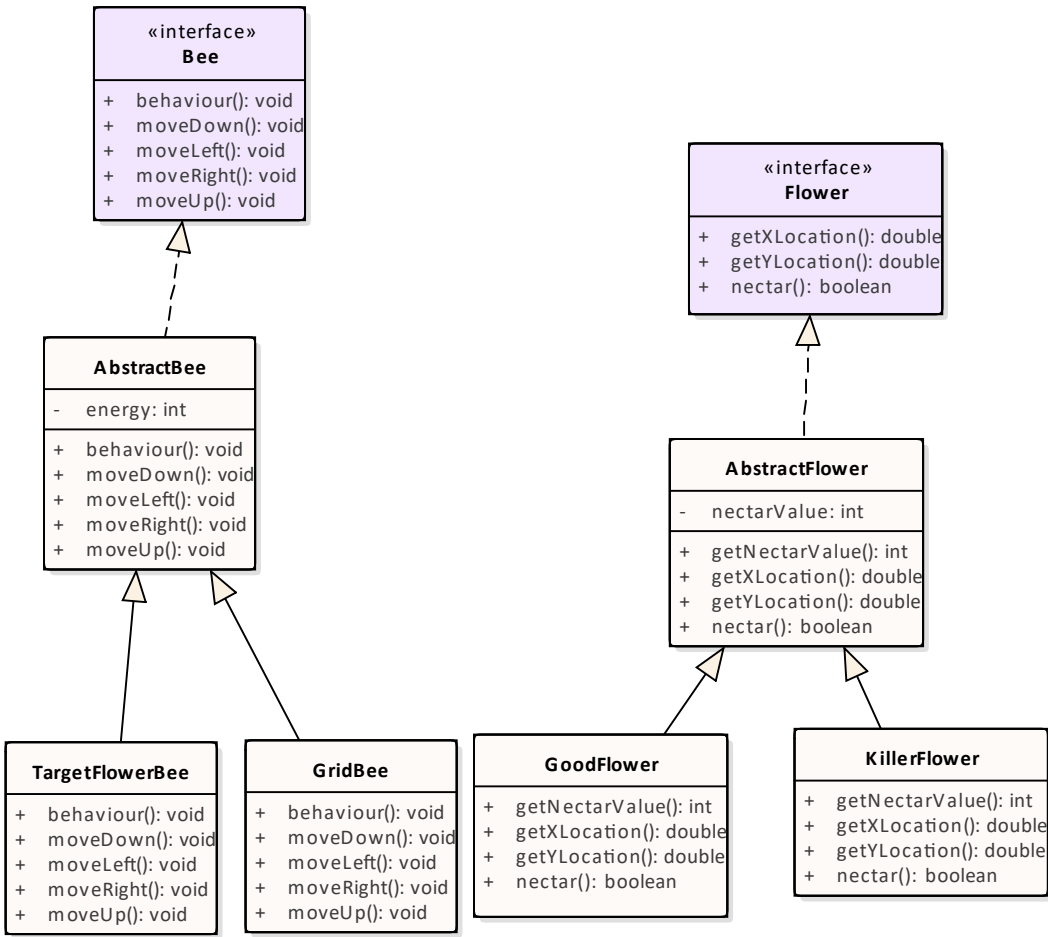 «interface»
Bee
+ behaviour(): void
+ moveDown(): void
+ moveLeft(): void
+ moveRight(): void
+ moveUp(): void
«interface»
Flower
+ getXLocation(): double
+ getYLocation(): double
+ nectar(): boolean
AbstractBee
- energy: int
+ behaviour(): void
+ moveDown(): void
+ moveLeft(): void
+ moveRight(): void
+ moveUp(): void
AbstractFlower
- nectarValue: int
+ getNectarValue(): int
+ getXLocation(): double
+ getYLocation(): double
+ nectar(): boolean
TargetFlowerBee
+ behaviour(): void
+ moveDown(): void
+ moveLeft(): void
+ moveRight(): void
+ moveUp(): void
GridBee
+ behaviour(): void
+ moveDown(): void
+ moveLeft(): void
+ moveRight(): void
+ moveUp(): void
GoodFlower
+ getNectarValue(): int
+ getXLocation(): double
+ getYLocation(): double
+ nectar(): boolean
KillerFlower
+ getNectarValue(): int
+ getXLocation(): double
+ getYLocation(): double
+ nectar(): boolean